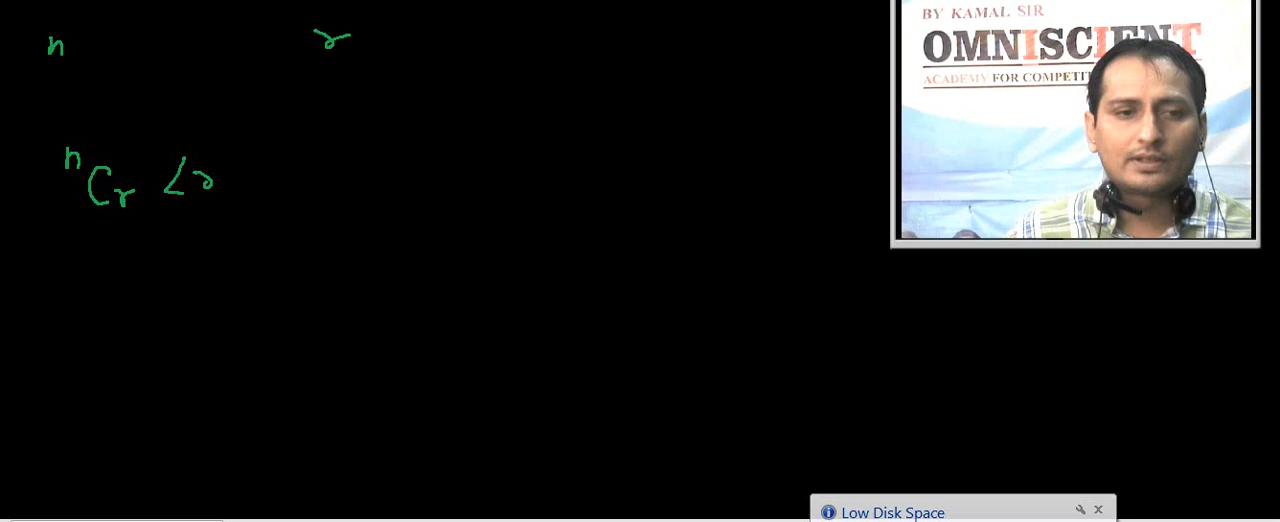 n r
BY KAMAL SIR
OMNISCIENT
ACADEMY FOR COMPETIT
nCr
Low Disk Space